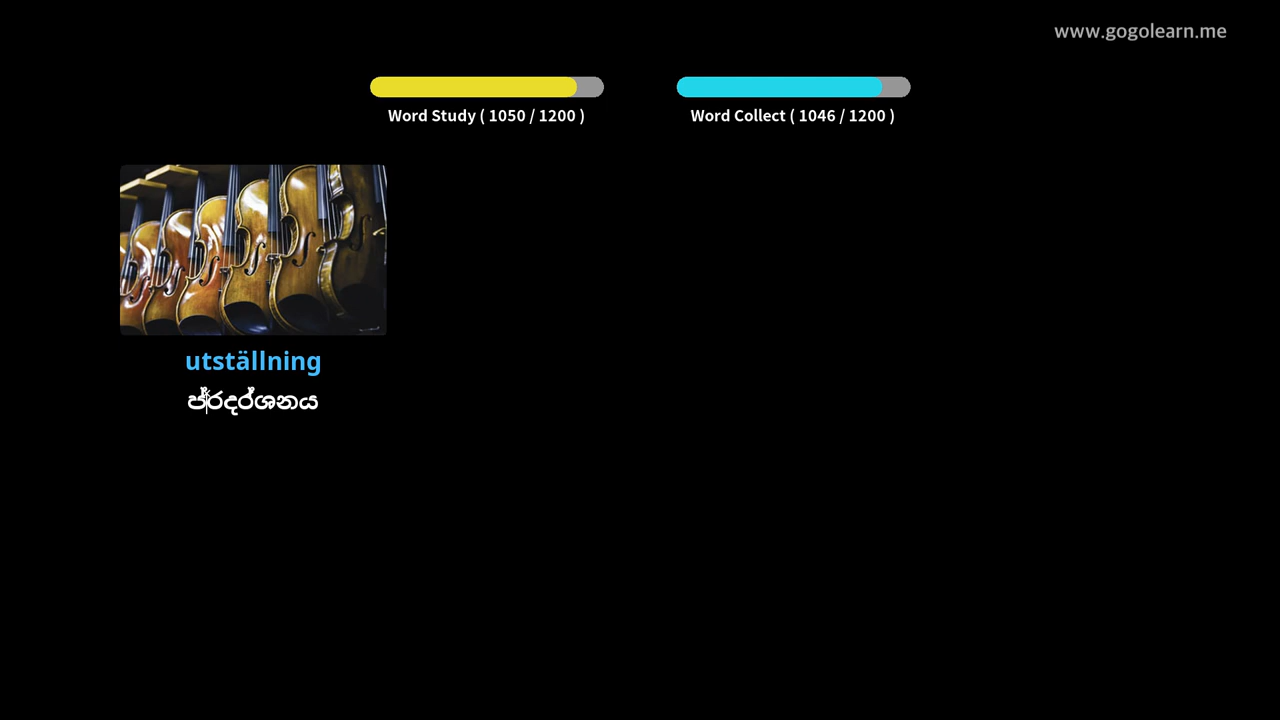 www.gogolearn.me
Word Study ( 1050 / 1200 )
Word Collect ( 1046 / 1200 )
utställning
ප්‍රදර්ශනය